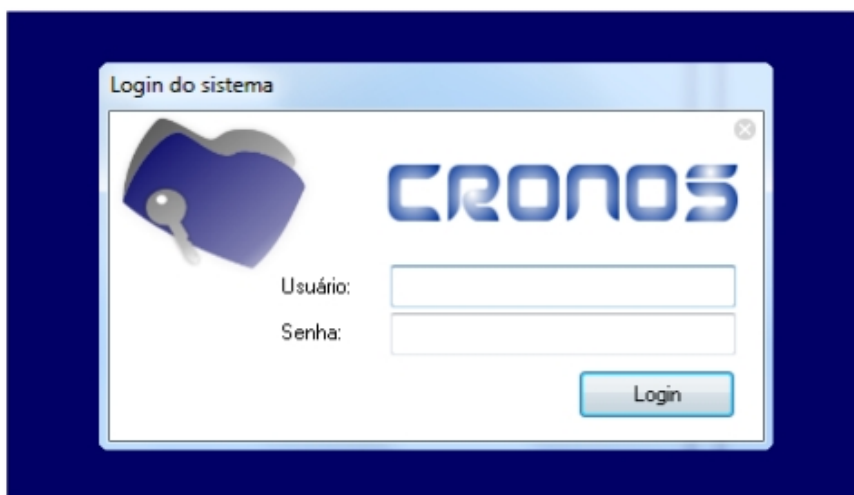 Login do sistema
CRONOS
Usuário:
Senha:
Login